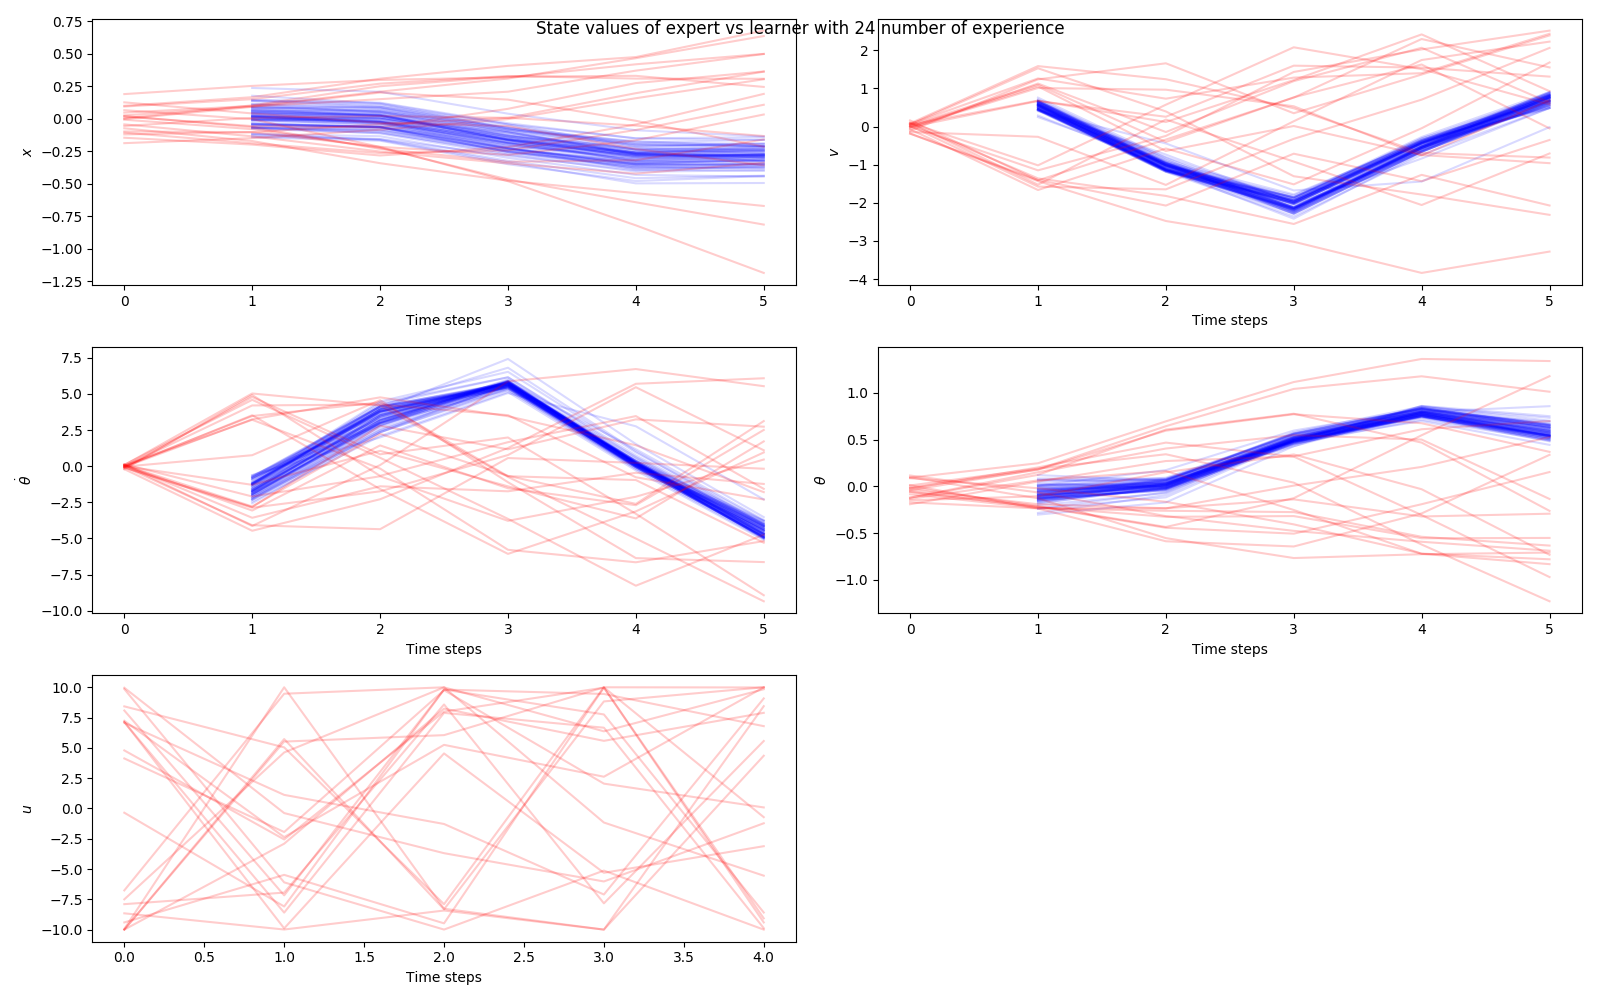 State values of expert vs learner with 24 number of experience
0.75
0.50
0.25
0.00
−0.25
−0.50
−0.75
−1.00
−1.25
x
0 1 2 3 4 5
Time steps
2
1
0
−1
−2
−3
−4
v
0 1 2 3 4 5
Time steps
7.5
5.0
2.5
0.0
−2.5
−5.0
−7.5
−10.0
θ̇
0 1 2 3 4 5
Time steps
1.0
0.5
0.0
−0.5
−1.0
θ
0 1 2 3 4 5
Time steps
10.0
7.5
5.0
2.5
0.0
−2.5
−5.0
−7.5
−10.0
u
0.0 0.5 1.0 1.5 2.0 2.5 3.0 3.5 4.0
Time steps